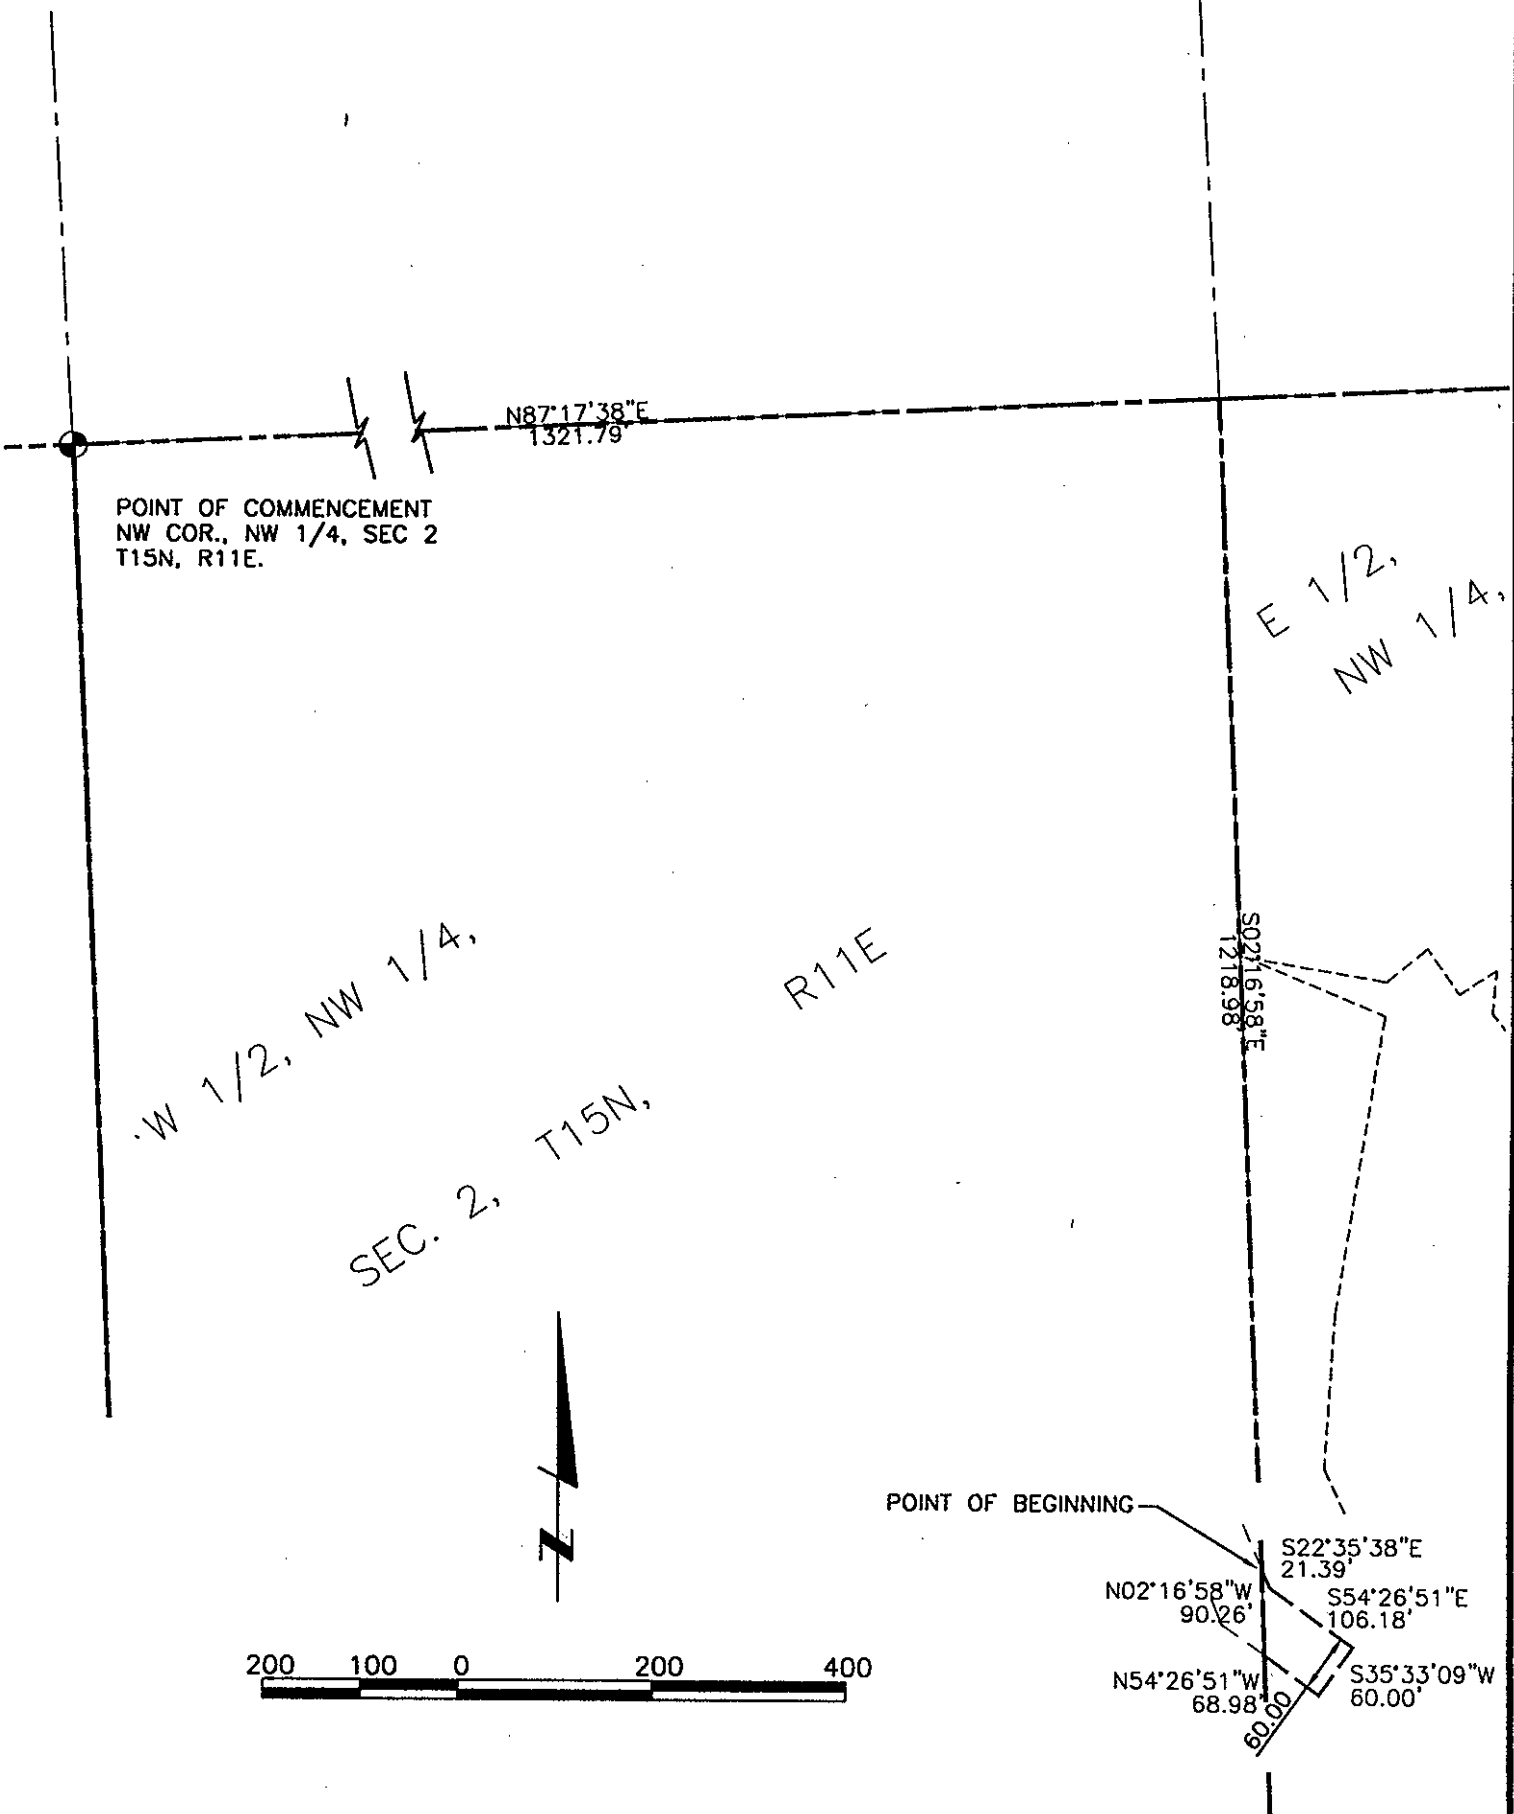 N87°17'38"E
1321.79'
POINT OF COMMENCEMENT
NW COR., NW 1/4, SEC 2
T15N, R11E.
E 1/2,
NW 1/4,
S02°16'58"E
1218.98'
W 1/2, NW 1/4,
SEC. 2, T15N, R11E
N
POINT OF BEGINNING
S22°35'38"E
21.39'
N02°16'58"W
90.26'
S54°26'51"E
106.18'
N54°26'51"W
68.98'
S35°33'09"W
60.00'
60.00
200 100 0 200 400